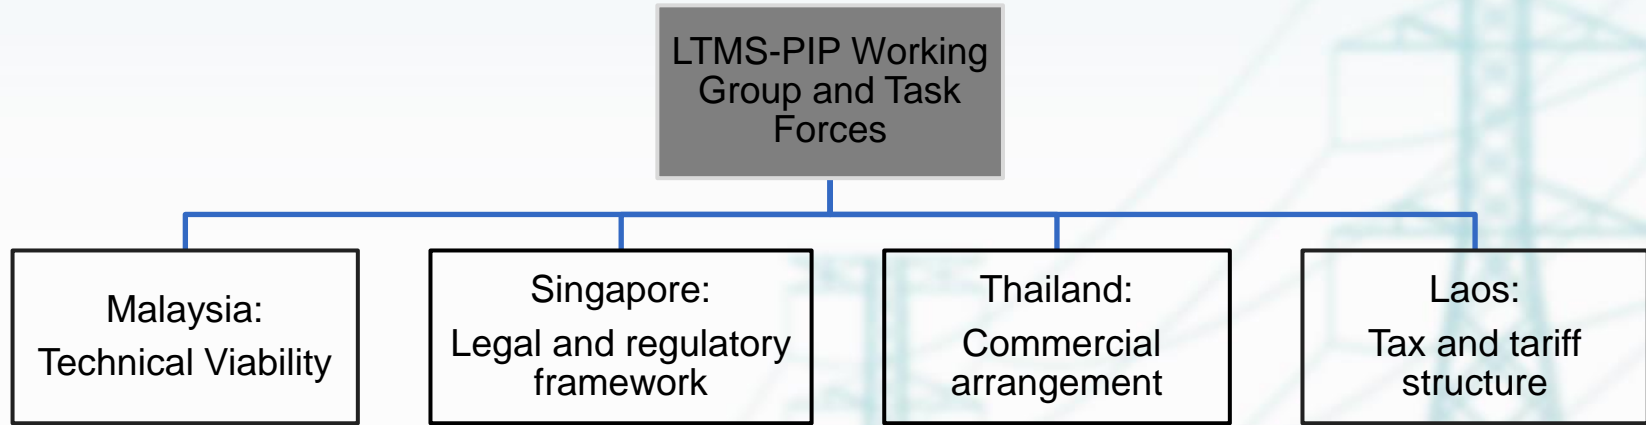 LTMS-PIP Working
Group and Task
Forces
Malaysia:
Technical Viability
Singapore:
Legal and regulatory
framework
Thailand:
Commercial
arrangement
Laos:
Tax and tariff
structure